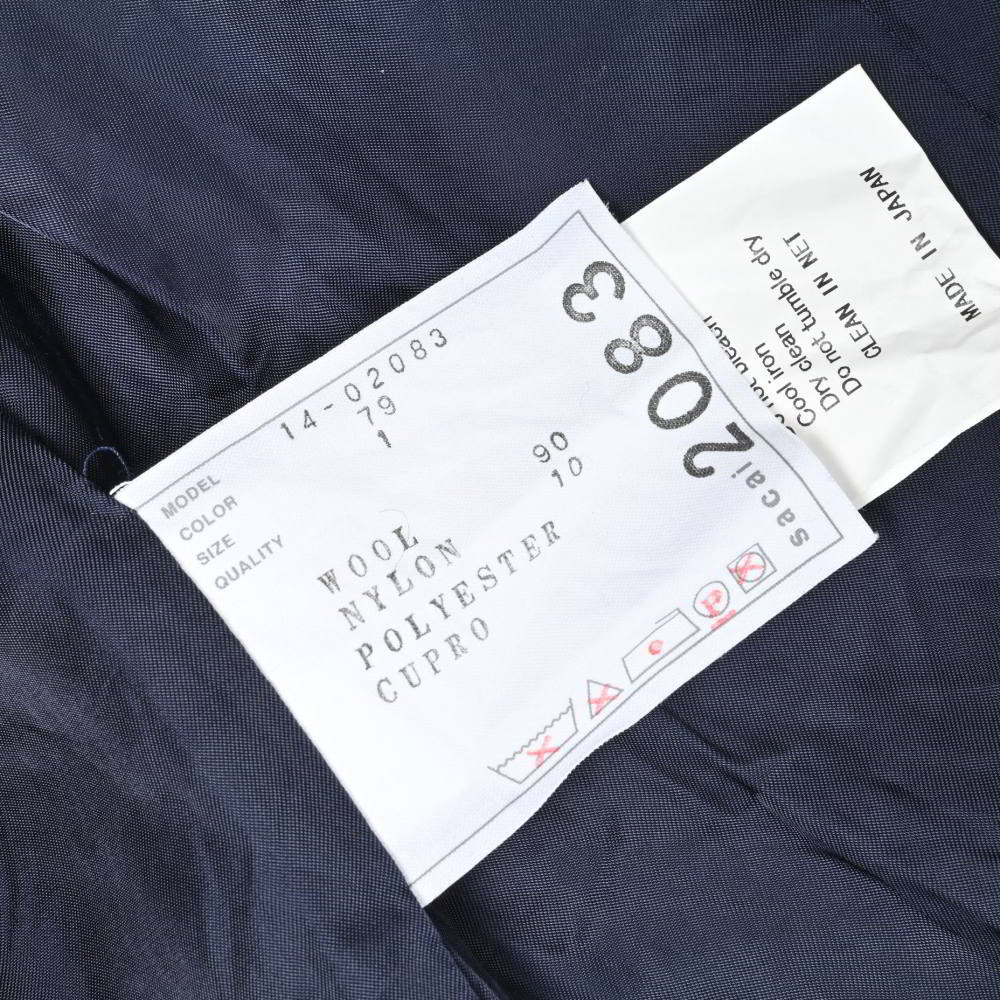 MODEL 14-02083
COLOR 79
SIZE 1
QUALITY
WOOL 90
NYLON 10
POLYESTER
CUPRO
sacai 2083
P
bleach
Cool iron
Dry clean
Do not tumble dry
CLEAN IN NET
MADE IN JAPAN